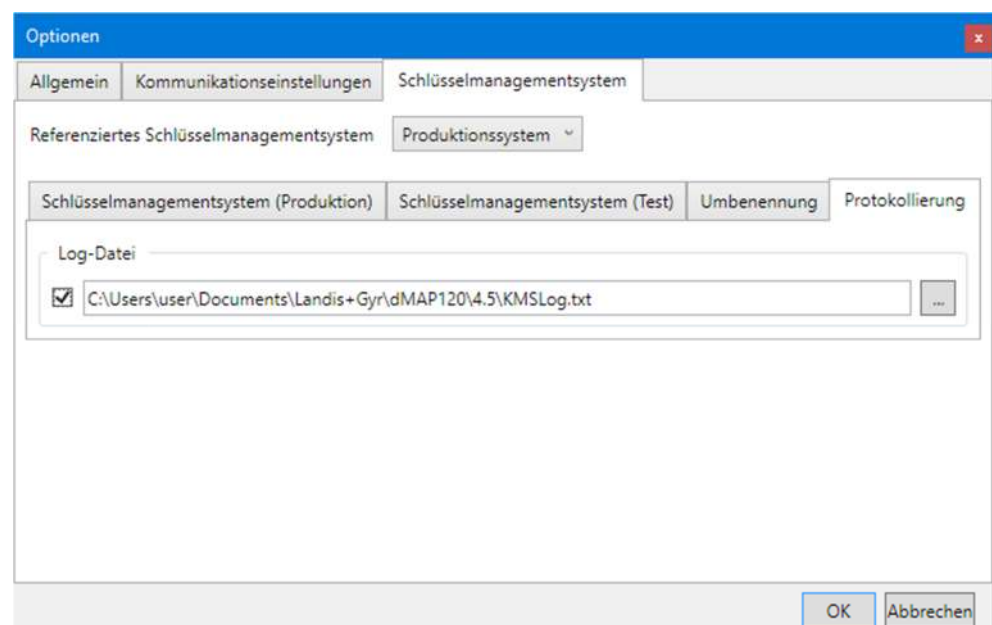 Optionen
x
Allgemein Kommunikationseinstellungen Schlüsselmanagementsystem
Referenziertes Schlüsselmanagementsystem Produktionssystem
Schlüsselmanagementsystem (Produktion) Schlüsselmanagementsystem (Test) Umbenennung Protokollierung
Log-Datei
C:\Users\user\Documents\Landis+Gyr\dMAP120\4.5\KMSLog.txt ...
OK Abbrechen